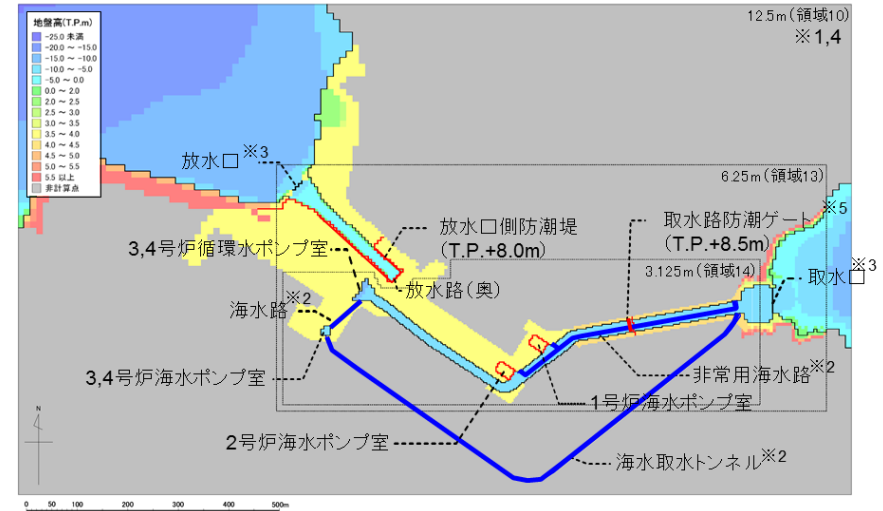 地盤高(T.P.m)
-25.0 未満
-20.0 ～ -15.0
-15.0 ～ -10.0
-10.0 ～ -5.0
-5.0 ～ 0.0
0.0 ～ 2.0
2.0 ～ 2.5
2.5 ～ 3.0
3.0 ～ 3.5
3.5 ～ 4.0
4.0 ～ 4.5
4.5 ～ 5.0
5.0 ～ 5.5
5.5 以上
非計算点
12.5m(領域10)
※1,4
放水口※3
6.25m(領域13)
※5
放水口側防潮堤
(T.P.+8.0m)
取水路防潮ゲート
(T.P.+8.5m)
3,4号炉循環水ポンプ室
3.125m(領域14)
取水口※3
放水路(奥)
海水路※2
3,4号炉海水ポンプ室
非常用海水路※2
1号炉海水ポンプ室
2号炉海水ポンプ室
海水取水トンネル※2
N
0 50 100 200 300 400 500m